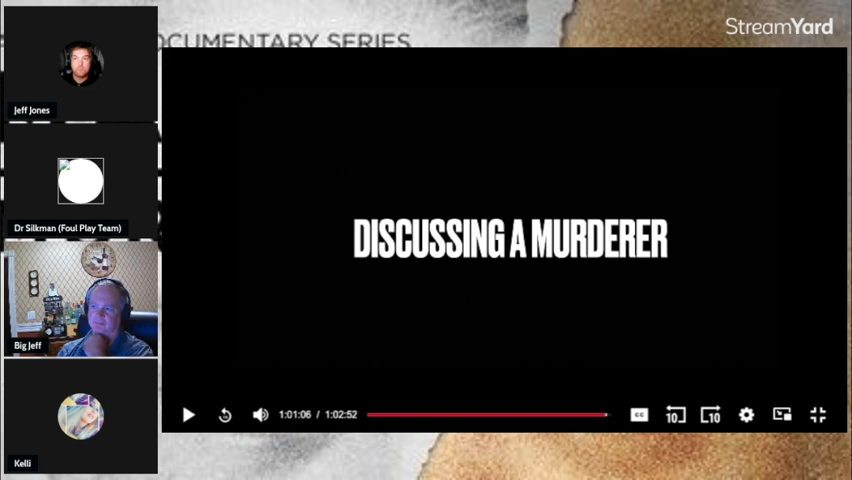 DOCUMENTARY SERIES
StreamYard
Jeff Jones
Dr Silkman (Foul Play Team)
Big Jeff
Kelli
DISCUSSING A MURDERER
1:01:06 / 1:02:52
CC
10
10